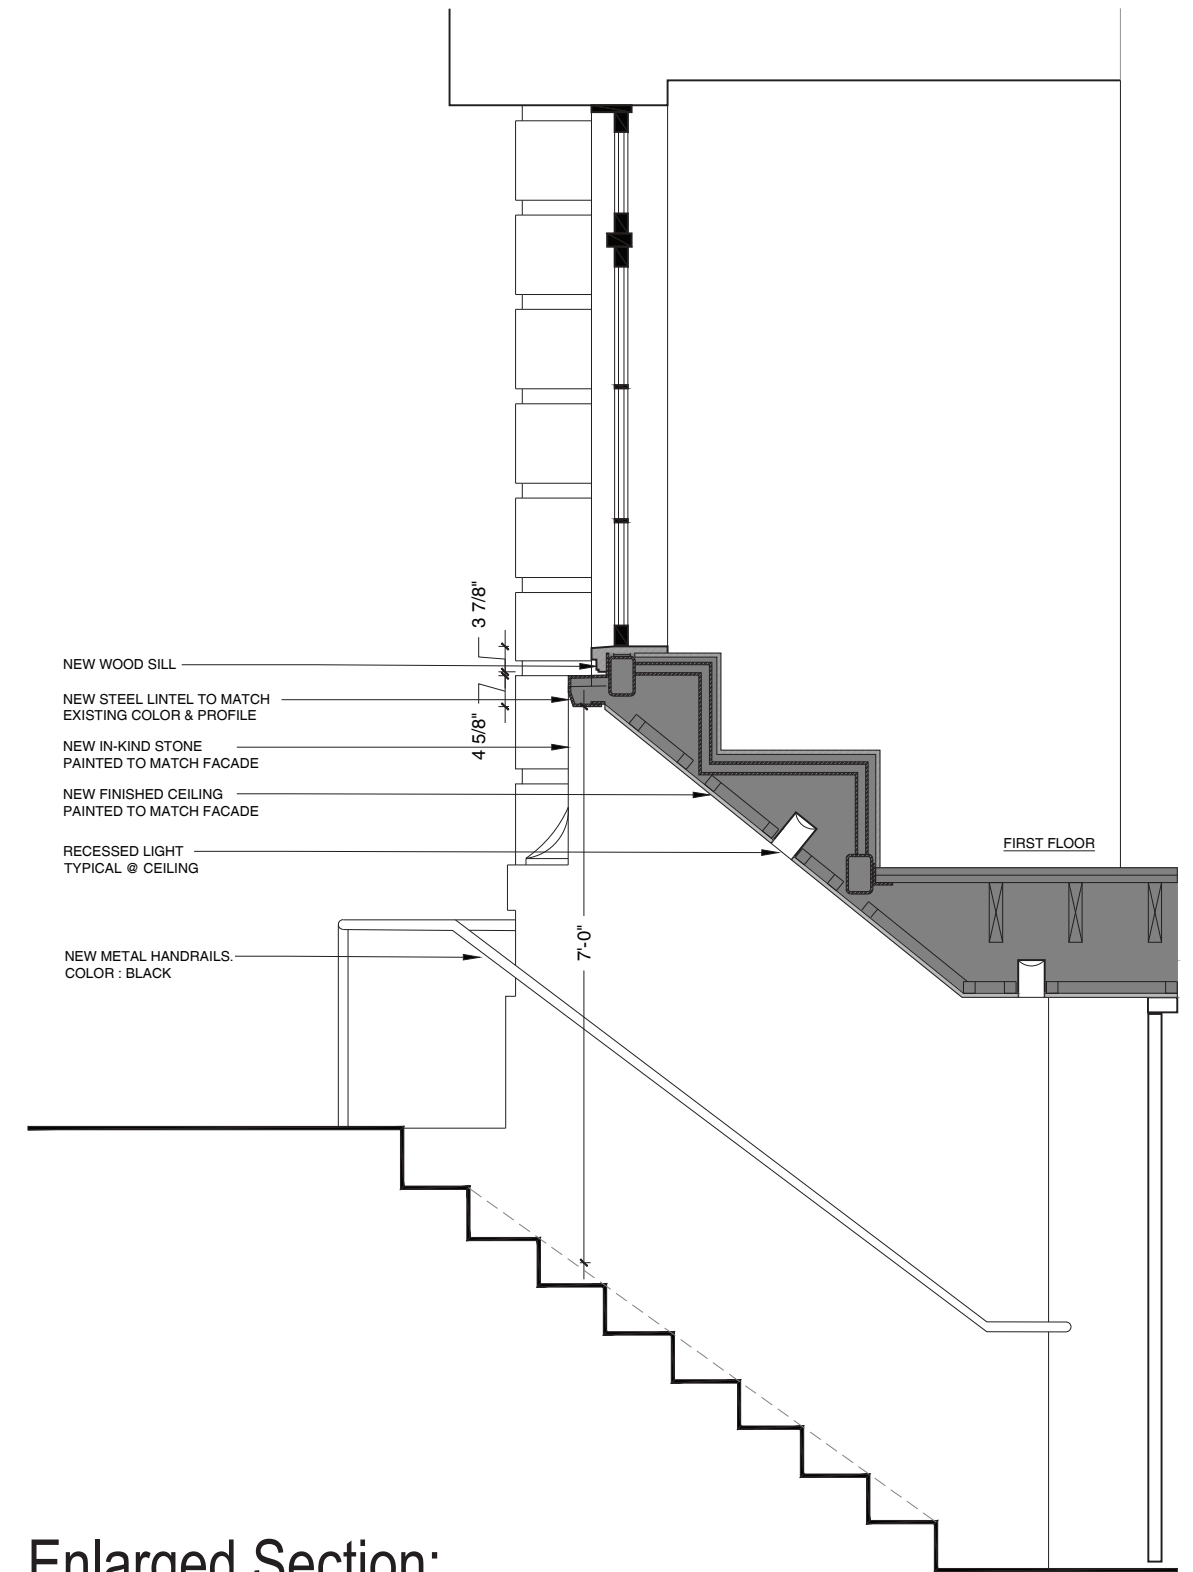 3 7/8"
NEW WOOD SILL
NEW STEEL LINTEL TO MATCH
EXISTING COLOR & PROFILE
4 5/8"
NEW IN-KIND STONE
PAINTED TO MATCH FACADE
NEW FINISHED CEILING
PAINTED TO MATCH FACADE
RECESSED LIGHT
TYPICAL @ CEILING
FIRST FLOOR
7'-0"
NEW METAL HANDRAILS.
COLOR : BLACK
Enlarged Section: